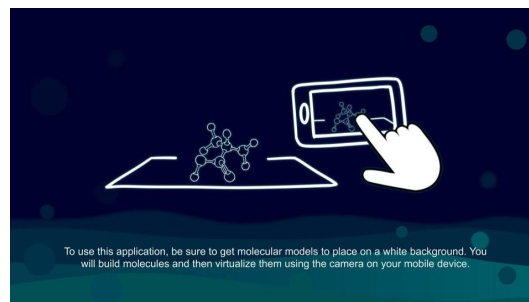 To use this application, be sure to get molecular models to place on a white background. You
will build molecules and then virtualize them using the camera on your mobile device.